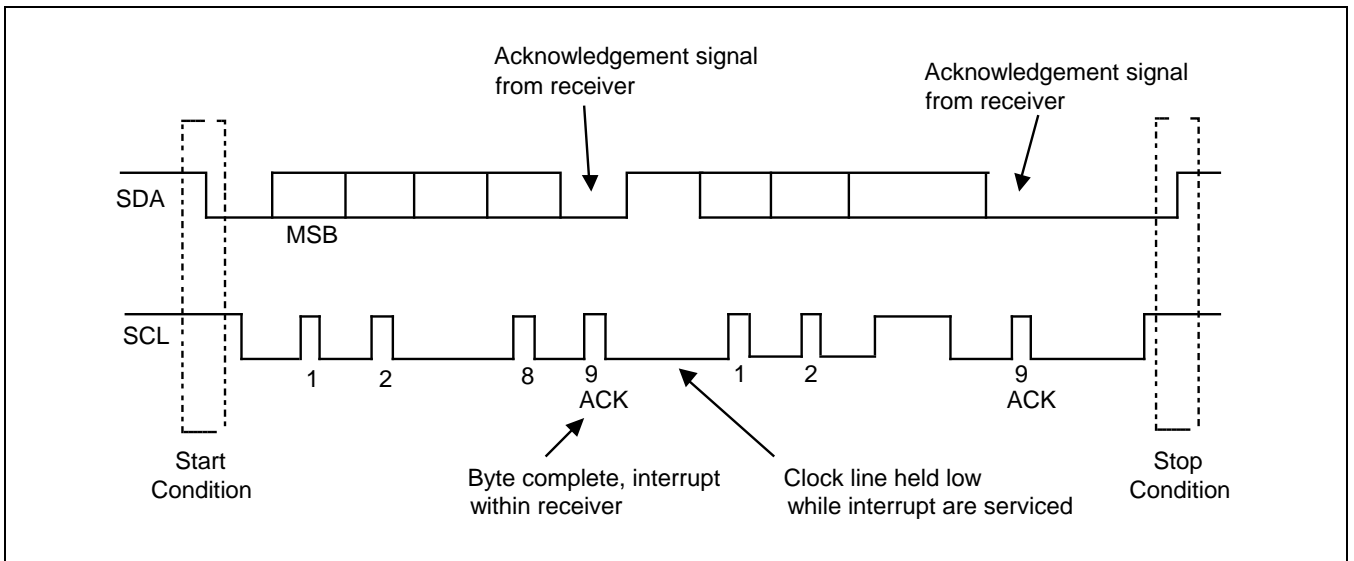 Acknowledgement signal
from receiver
Acknowledgement signal
from receiver
SDA
MSB
SCL
1 2 8 9 1 2 9
ACK ACK
Start
Condition
Byte complete, interrupt
within receiver
Clock line held low
while interrupt are serviced
Stop
Condition